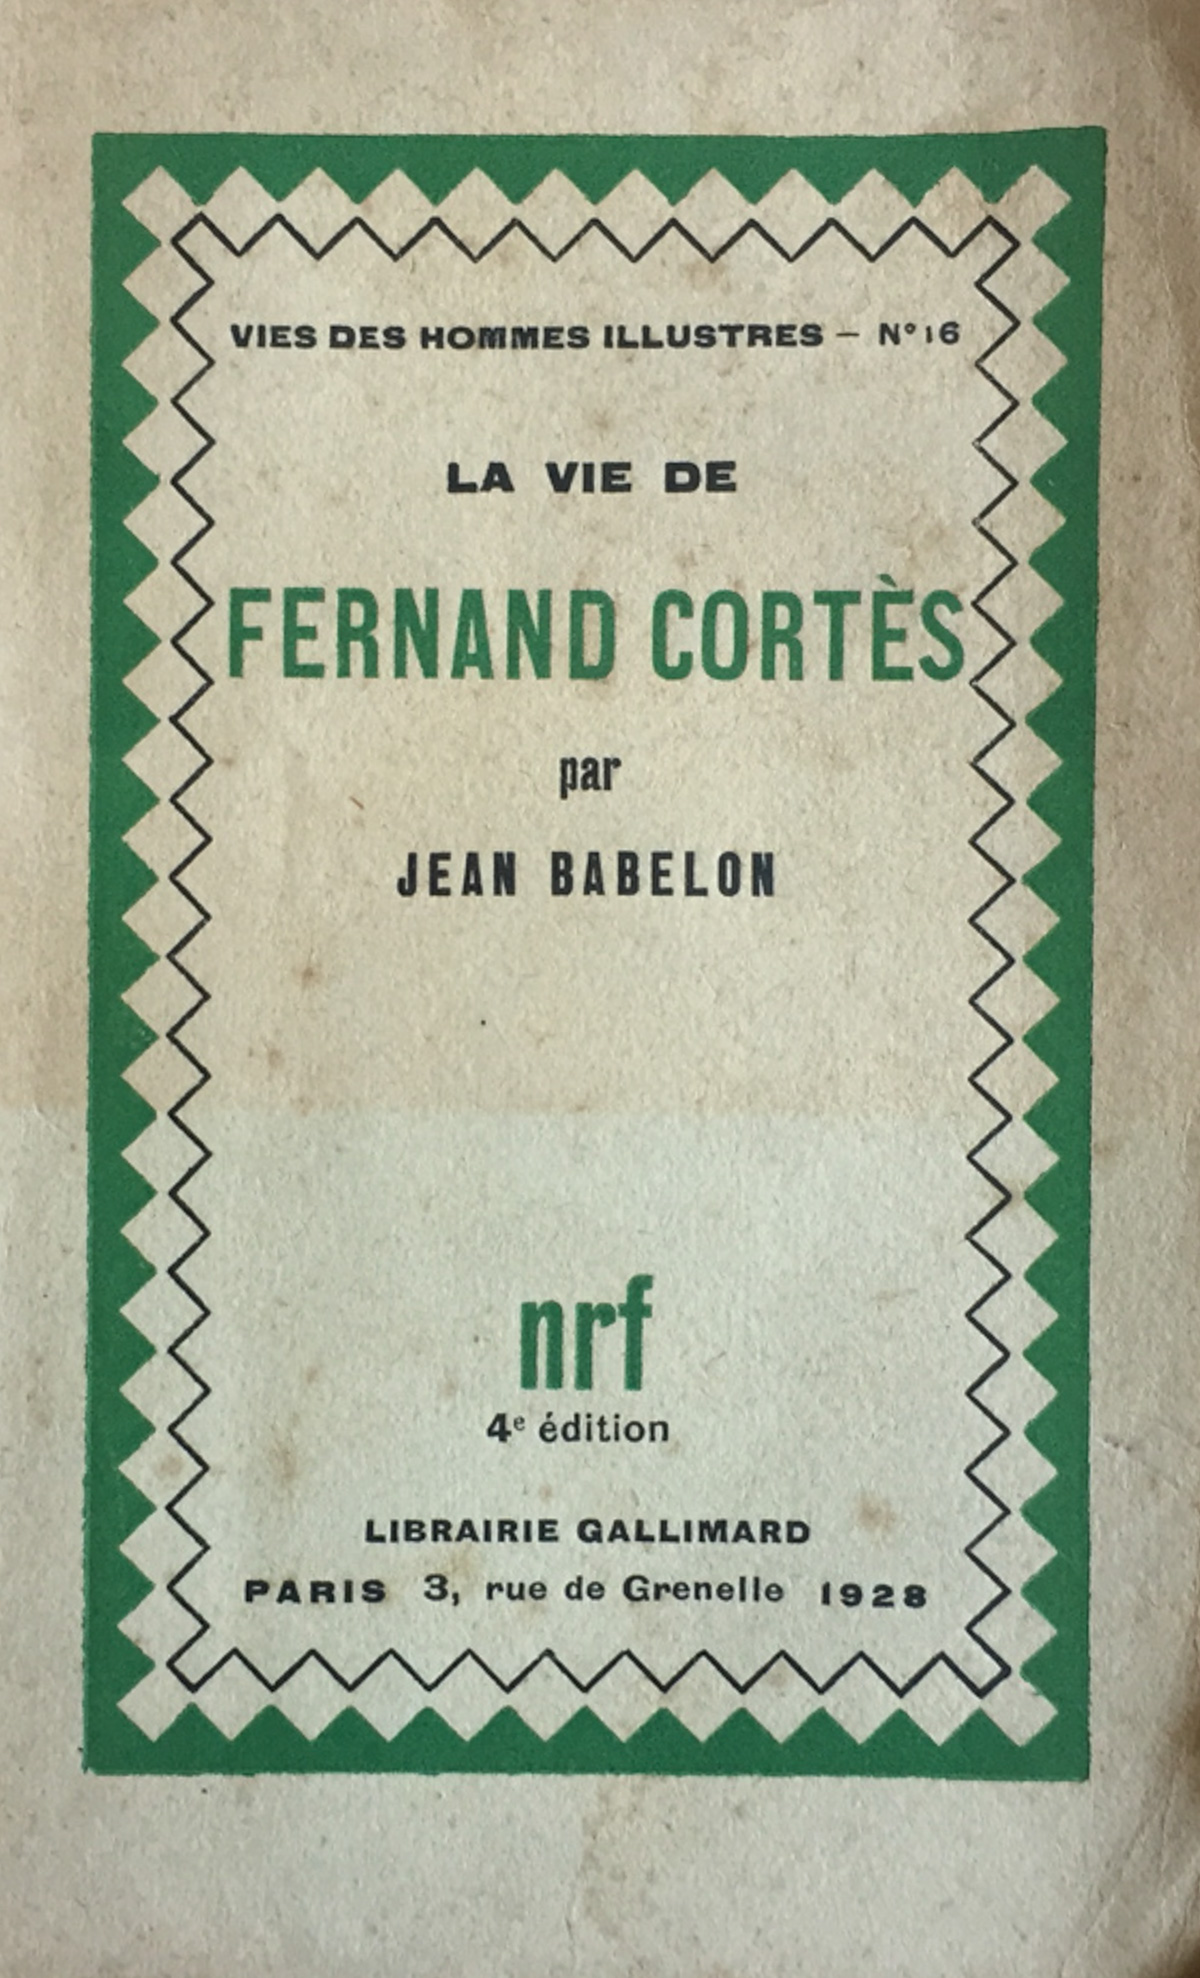 VIES DES HOMMES ILLUSTRES — N° 16
LA VIE DE
FERNAND CORTÈS
par
JEAN BABELON
nrf
4e édition
LIBRAIRIE GALLIMARD
PARIS 3, rue de Grenelle 1928